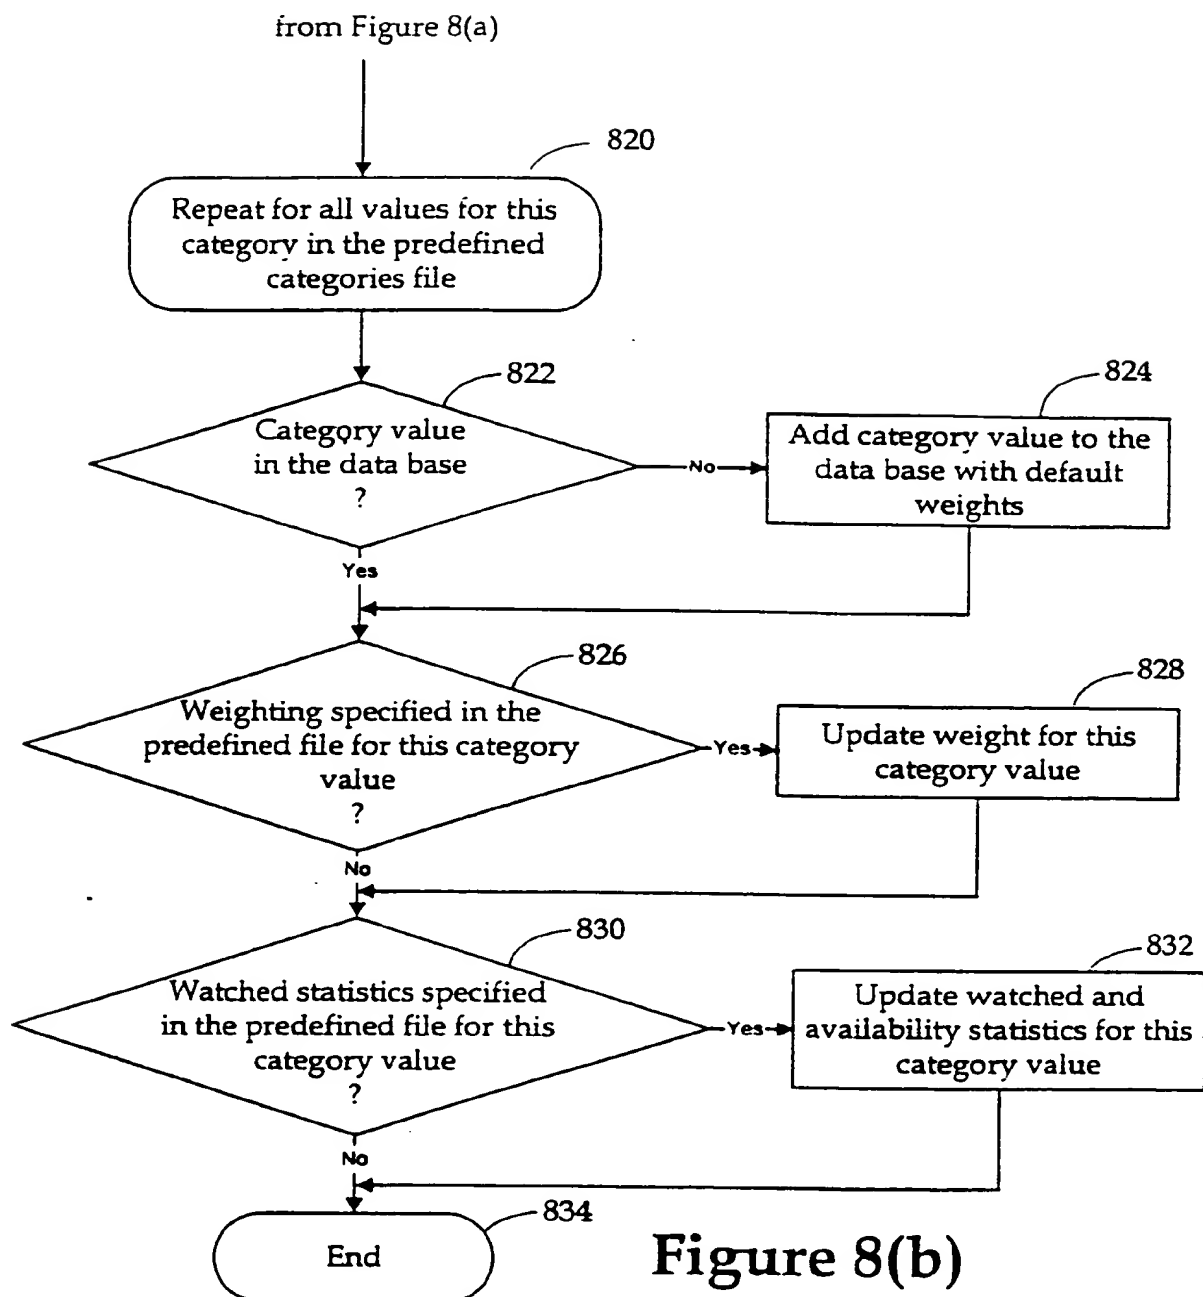 from Figure 8(a)
820
Repeat for all values for this
category in the predefined
categories file
822
Category value
in the data base
?
No
824
Add category value to the
data base with default
weights
Yes
826
Weighting specified in the
predefined file for this category
value
?
Yes
828
Update weight for this
category value
No
830
Watched statistics specified
in the predefined file for this
category value
?
Yes
832
Update watched and
availability statistics for this
category value
No
834
End
Figure 8(b)